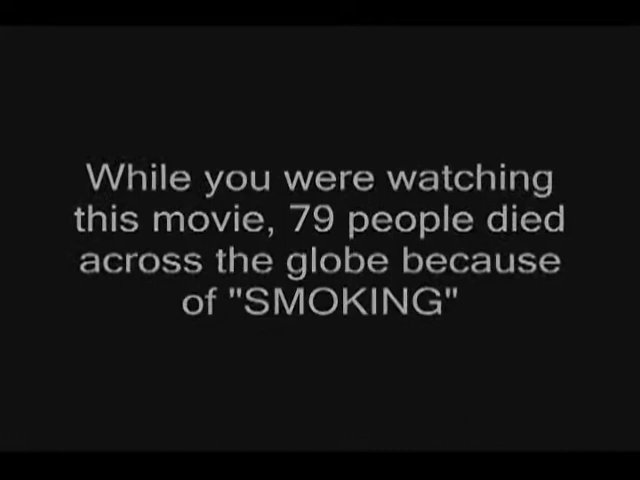 While you were watching
this movie, 79 people died
across the globe because
of "SMOKING"